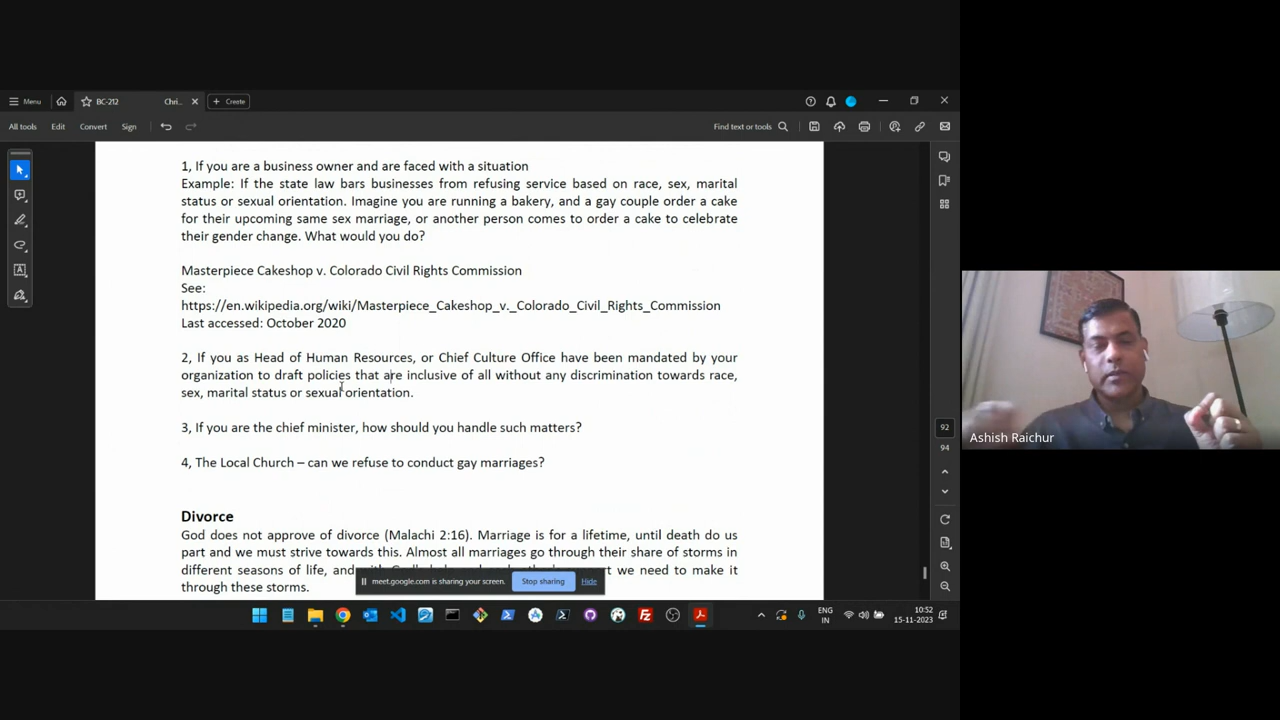 Menu
BC-212
Chri...
Create
All tools
Edit
Convert
Sign
Find text or tools
1, If you are a business owner and are faced with a situation
Example: If the state law bars businesses from refusing service based on race, sex, marital
status or sexual orientation. Imagine you are running a bakery, and a gay couple order a cake
for their upcoming same sex marriage, or another person comes to order a cake to celebrate
their gender change. What would you do?
Masterpiece Cakeshop v. Colorado Civil Rights Commission
See:
https://en.wikipedia.org/wiki/Masterpiece_Cakeshop_v._Colorado_Civil_Rights_Commission
Last accessed: October 2020
2, If you as Head of Human Resources, or Chief Culture Office have been mandated by your
organization to draft policies that are inclusive of all without any discrimination towards race,
sex, marital status or sexual orientation.
3, If you are the chief minister, how should you handle such matters?
4, The Local Church – can we refuse to conduct gay marriages?
Divorce
God does not approve of divorce (Malachi 2:16). Marriage is for a lifetime, until death do us
part and we must strive towards this. Almost all marriages go through their share of storms in
different seasons of life, and we need to make it
through these storms.
meet.google.com is sharing your screen.
Stop sharing
Hide
92
94
ENG
IN
10:52
15-11-2023
Ashish Raichur